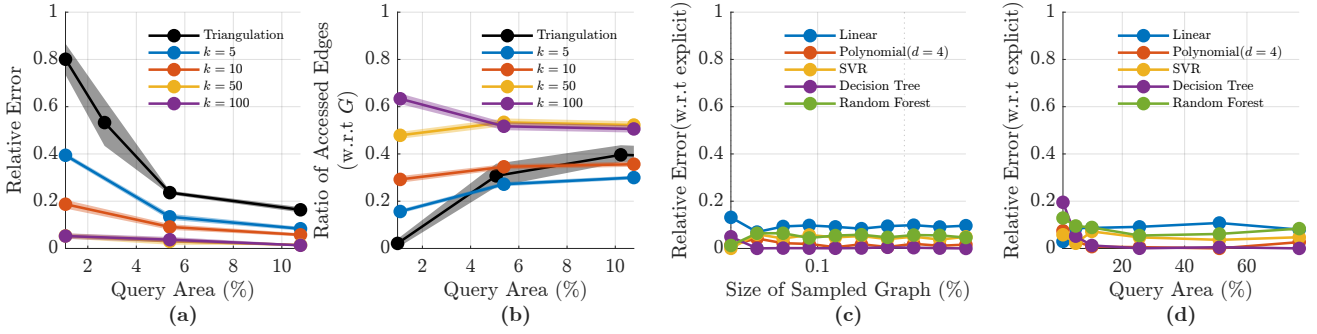 Relative Error
1
0.8
0.6
0.4
0.2
0
Triangulation
k = 5
k = 10
k = 50
k = 100
2 4 6 8 10
Query Area (%)
(a)
Ratio of Accessed Edges
(w.r.t G)
1
0.8
0.6
0.4
0.2
0
Triangulation
k = 5
k = 10
k = 50
k = 100
2 4 6 8 10
Query Area (%)
(b)
Relative Error(w.r.t explicit)
1
0.8
0.6
0.4
0.2
0
Linear
Polynomial(d = 4)
SVR
Decision Tree
Random Forest
0.1
Size of Sampled Graph (%)
(c)
Relative Error(w.r.t explicit)
1
0.8
0.6
0.4
0.2
0
Linear
Polynomial(d = 4)
SVR
Decision Tree
Random Forest
20 60
Query Area (%)
(d)